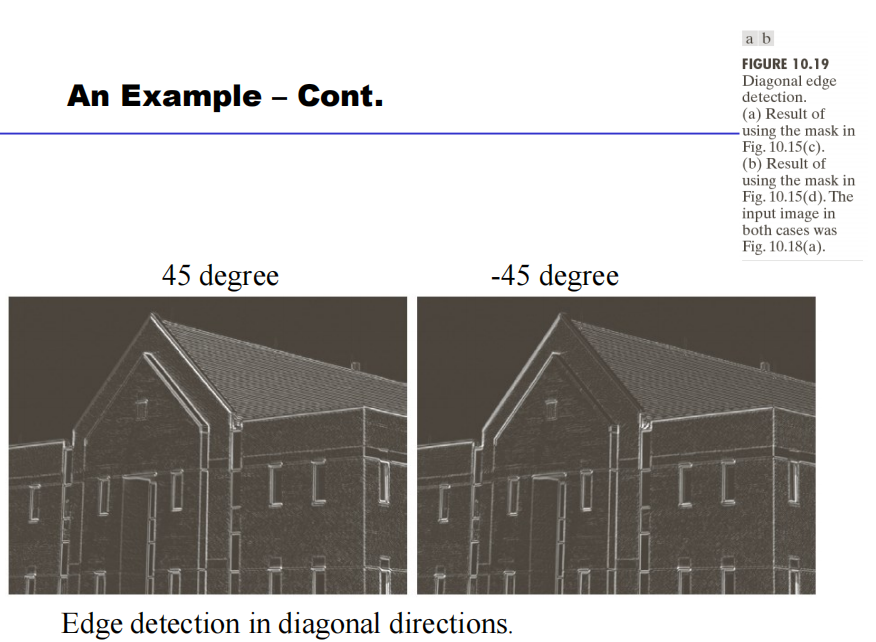 a b
An Example – Cont.
FIGURE 10.19
Diagonal edge
detection.
(a) Result of
using the mask in
Fig. 10.15(c).
(b) Result of
using the mask in
Fig. 10.15(d). The
input image in
both cases was
Fig. 10.18(a).
45 degree
-45 degree
Edge detection in diagonal directions.